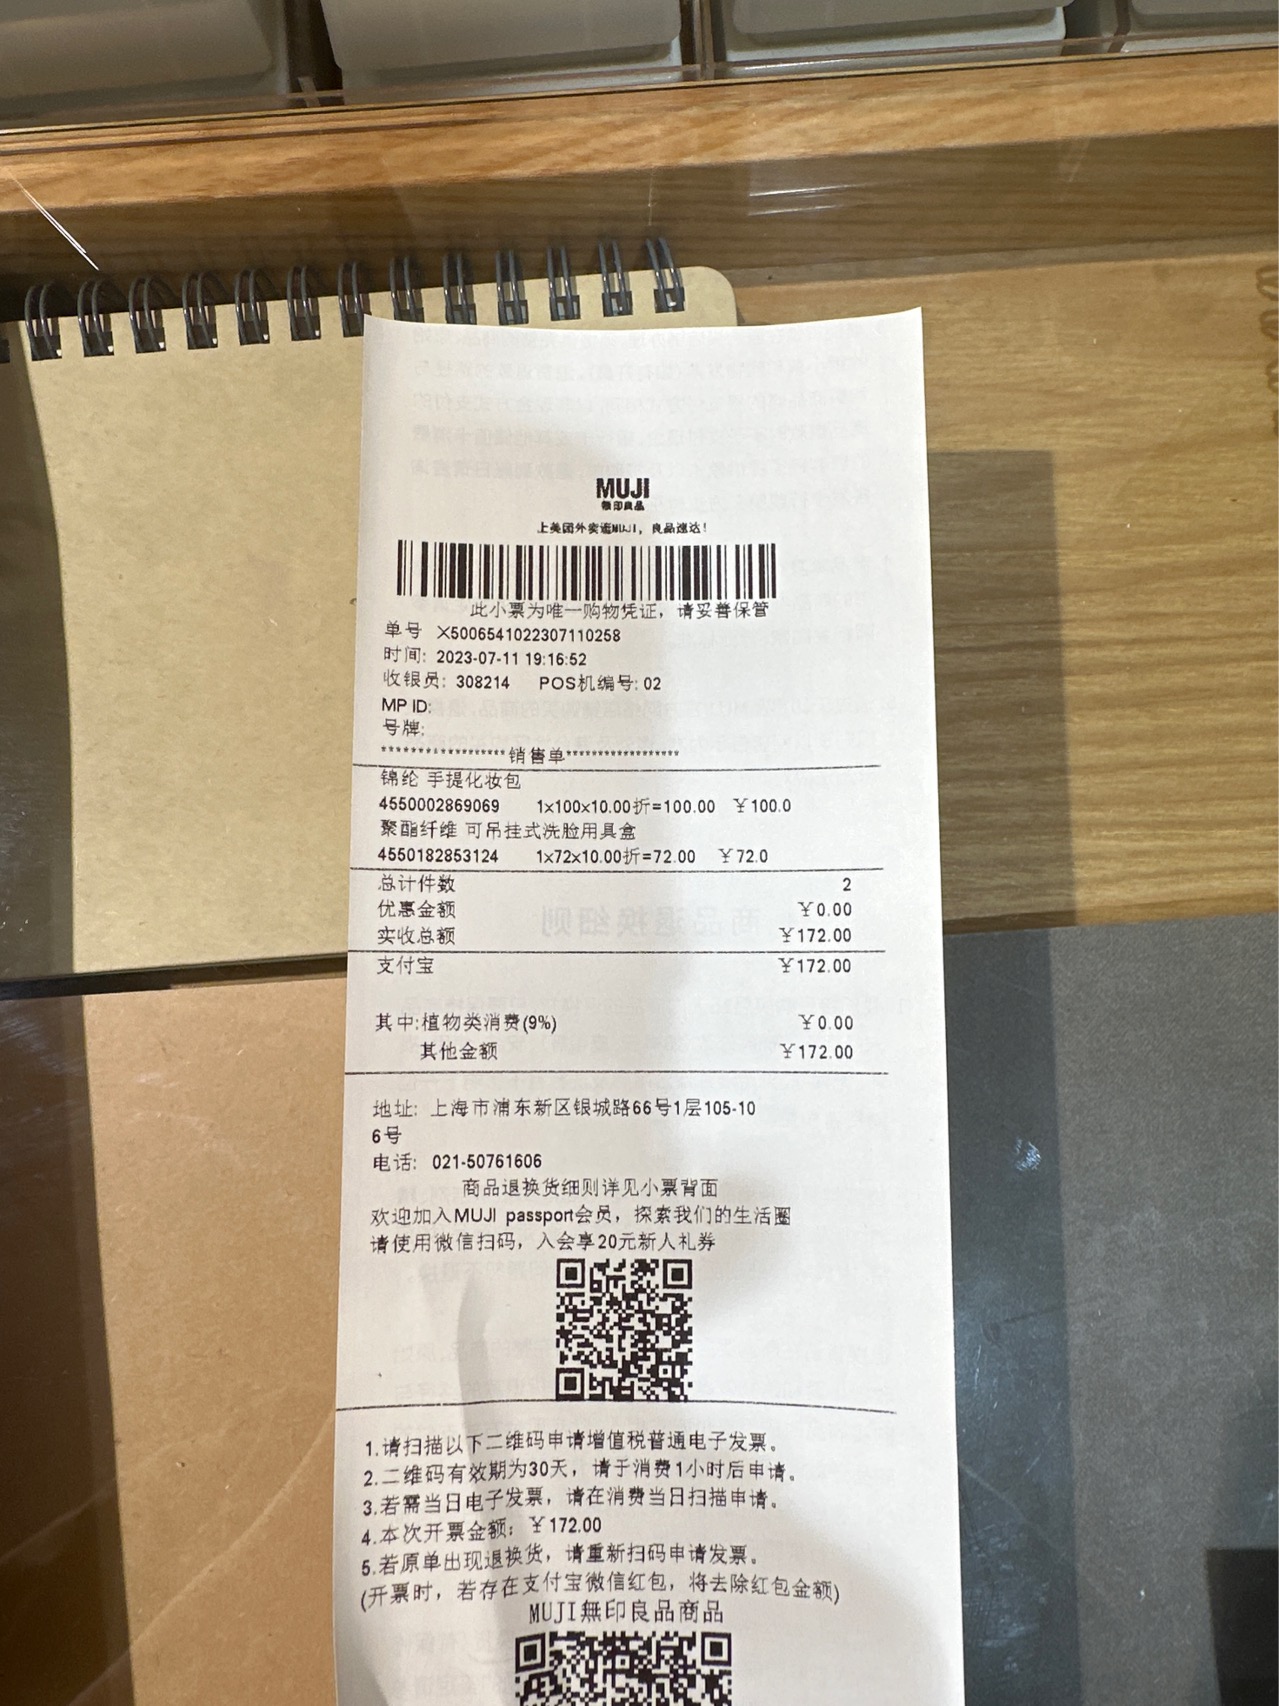 MUJI
無印良品
上美团外卖逛MUJI，良品速达！
此小票为唯一购物凭证，请妥善保管
单号 X5006541022307110258
时间: 2023-07-11 19:16:52
收银员: 308214 POS机编号: 02
MP ID:
号牌:
******************销售单******************
锦纶 手提化妆包
4550002869069 1x100x10.00折=100.00 ￥100.0
聚酯纤维 可吊挂式洗脸用具盒
4550182853124 1x72x10.00折=72.00 ￥72.0
总计件数 2
优惠金额 ￥0.00
实收总额 ￥172.00
支付宝 ￥172.00
其中:植物类消费(9%) ￥0.00
其他金额 ￥172.00
地址: 上海市浦东新区银城路66号1层105-10
6号
电话: 021-50761606
商品退换货细则详见小票背面
欢迎加入MUJI passport会员，探索我们的生活圈
请使用微信扫码，入会享20元新人礼券
1.请扫描以下二维码申请增值税普通电子发票。
2.二维码有效期为30天，请于消费1小时后申请。
3.若需当日电子发票，请在消费当日扫描申请。
4.本次开票金额: ￥172.00
5.若原单出现退换货，请重新扫码申请发票。
(开票时，若存在支付宝微信红包，将去除红包金额)
MUJI無印良品商品